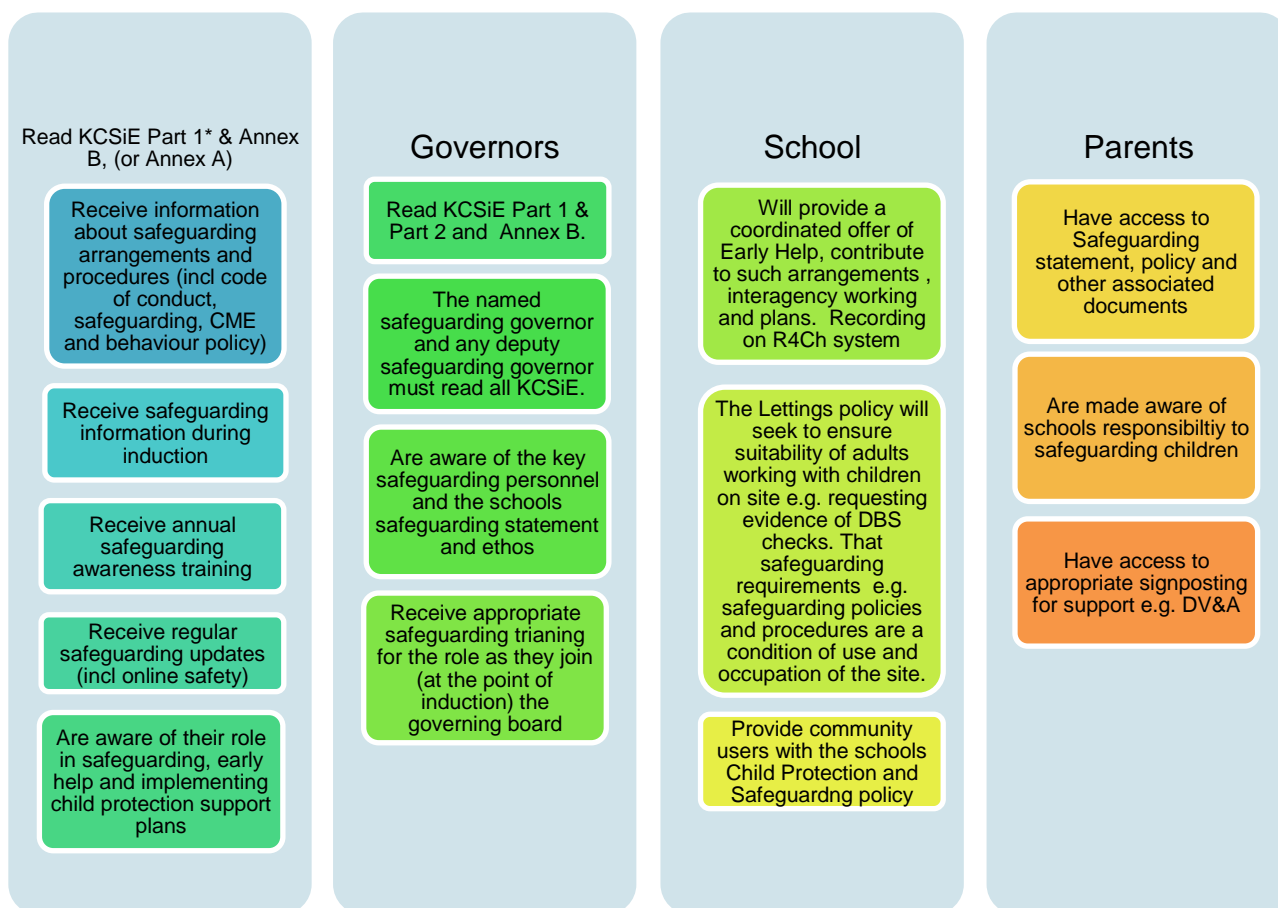 Read KCSiE Part 1* & Annex
B, (or Annex A)
Receive information
about safeguarding
arrangements and
procedures (incl code
of conduct,
safeguarding, CME
and behaviour policy)
Receive safeguarding
information during
induction
Receive annual
safeguarding
awareness training
Receive regular
safeguarding updates
(incl online safety)
Are aware of their role
in safeguarding, early
help and implementing
child protection support
plans
Governors
Read KCSiE Part 1 &
Part 2 and Annex B.
The named
safeguarding governor
and any deputy
safeguarding governor
must read all KCSiE.
Are aware of the key
safeguarding personnel
and the schools
safeguarding statement
and ethos
Receive appropriate
safeguarding trianing
for the role as they join
(at the point of
induction) the
governing board
School
Will provide a
coordinated offer of
Early Help, contribute
to such arrangements ,
interagency working
and plans. Recording
on R4Ch system
The Lettings policy will
seek to ensure
suitability of adults
working with children
on site e.g. requesting
evidence of DBS
checks. That
safeguarding
requirements e.g.
safeguarding policies
and procedures are a
condition of use and
occupation of the site.
Provide community
users with the schools
Child Protection and
Safeguardng policy
Parents
Have access to
Safeguarding
statement, policy and
other associated
documents
Are made aware of
schools responsibiltiy to
safeguarding children
Have access to
appropriate signposting
for support e.g. DV&A